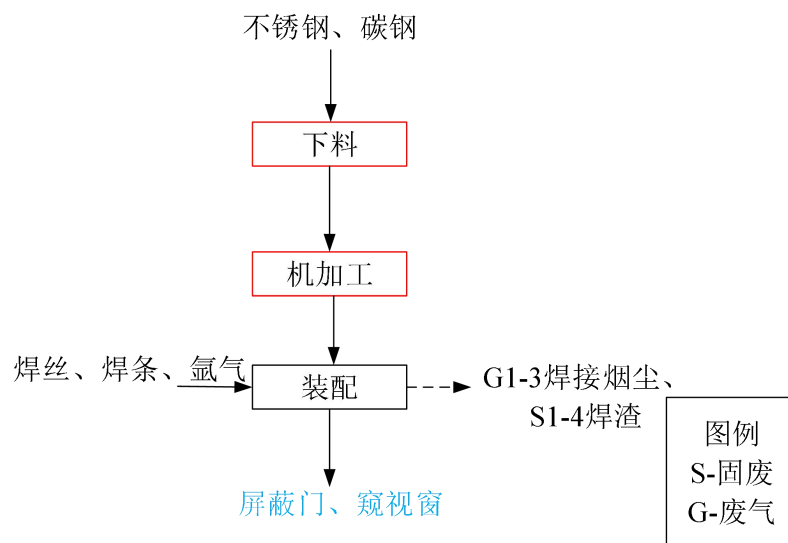 不锈钢、碳钢
下料
机加工
焊丝、焊条、氩气
装配
G1-3焊接烟尘、
S1-4焊渣
屏蔽门、窥视窗
图例
S-固废
G-废气